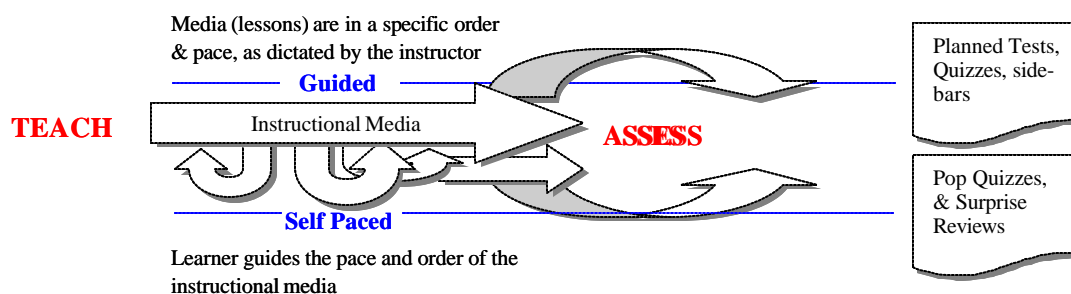 Media (lessons) are in a specific order
& pace, as dictated by the instructor
Guided
TEACH
Instructional Media
ASSESS
Self Paced
Learner guides the pace and order of the
instructional media
Planned Tests,
Quizzes, side-
bars
Pop Quizzes,
& Surprise
Reviews